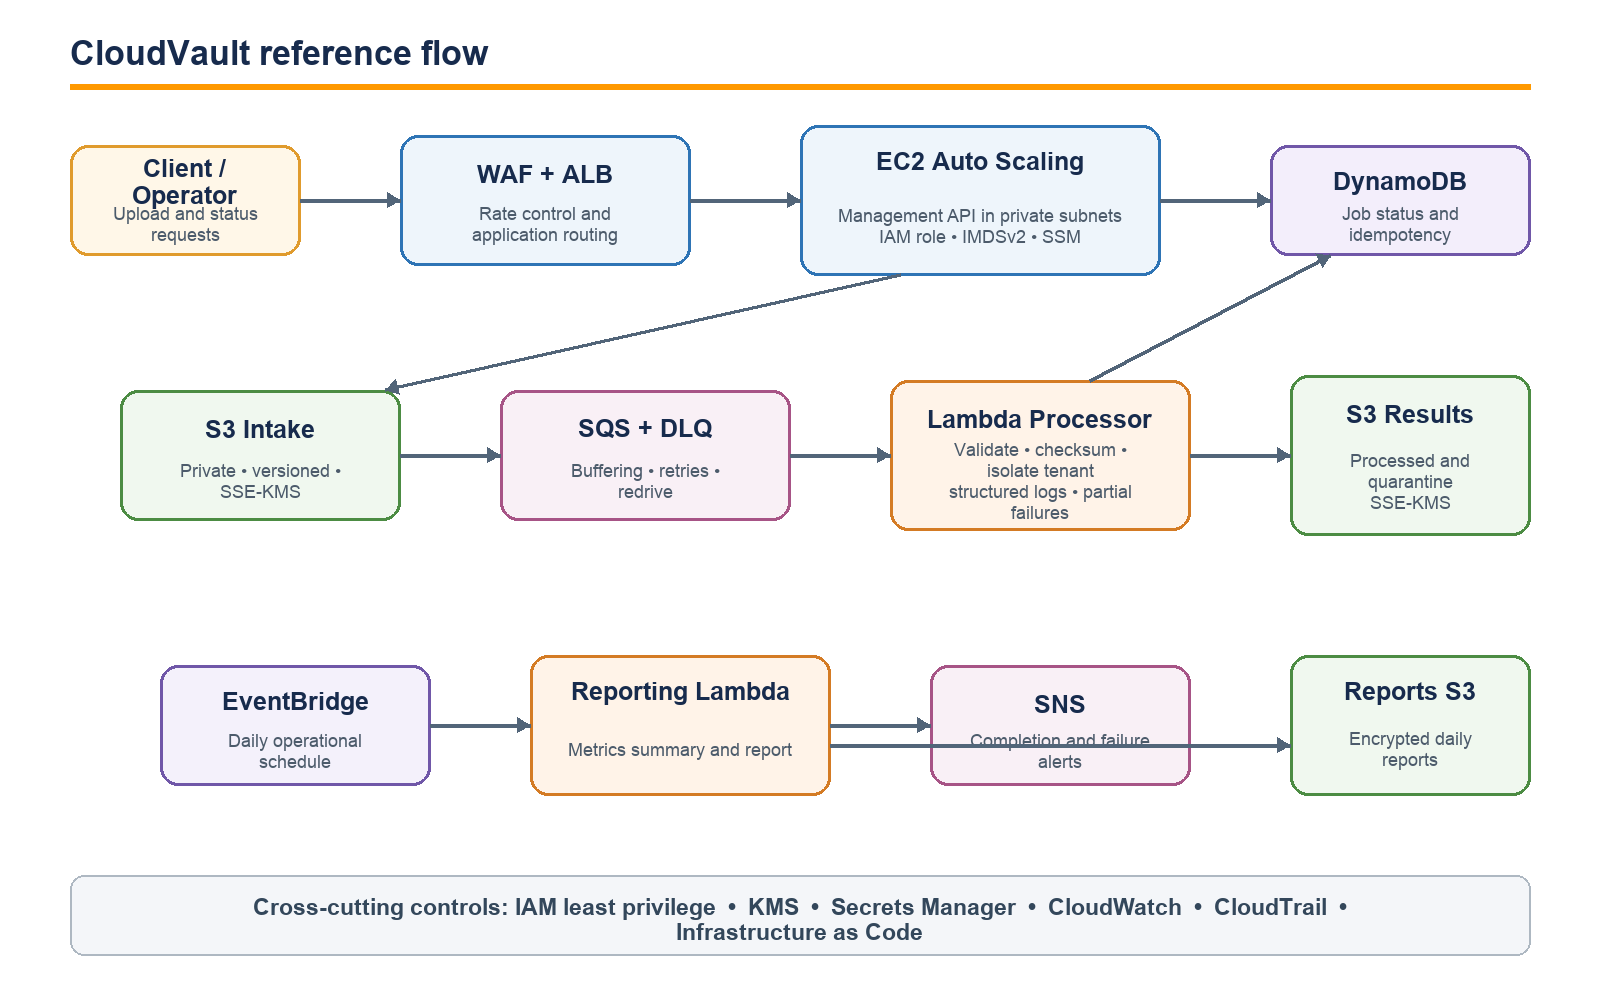 CloudVault reference flow
Client /
Operator
Upload and status
requests
WAF + ALB
Rate control and
application routing
EC2 Auto Scaling
Management API in private subnets
IAM role • IMDSv2 • SSM
DynamoDB
Job status and
idempotency
S3 Intake
Private • versioned •
SSE-KMS
SQS + DLQ
Buffering • retries •
redrive
Lambda Processor
Validate • checksum •
isolate tenant
structured logs • partial
failures
S3 Results
Processed and
quarantine
SSE-KMS
EventBridge
Daily operational
schedule
Reporting Lambda
Metrics summary and report
SNS
Completion and failure
alerts
Reports S3
Encrypted daily
reports
Cross-cutting controls: IAM least privilege • KMS • Secrets Manager • CloudWatch • CloudTrail •
Infrastructure as Code